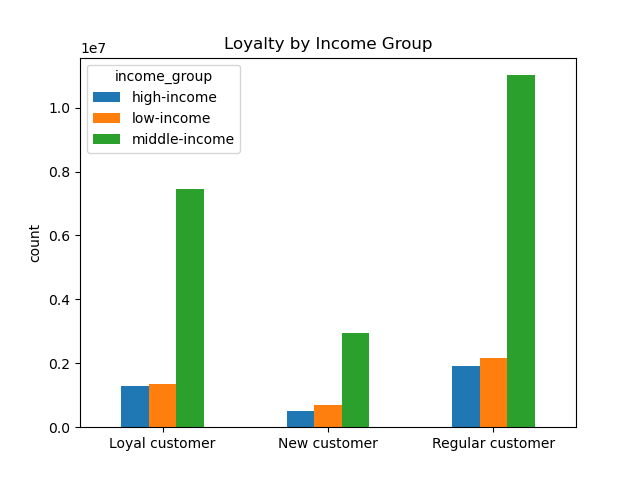 Loyalty by Income Group
1e7
income_group
high-income
low-income
middle-income
1.0
0.8
0.6
0.4
0.2
0.0
count
Loyal customer
New customer
Regular customer